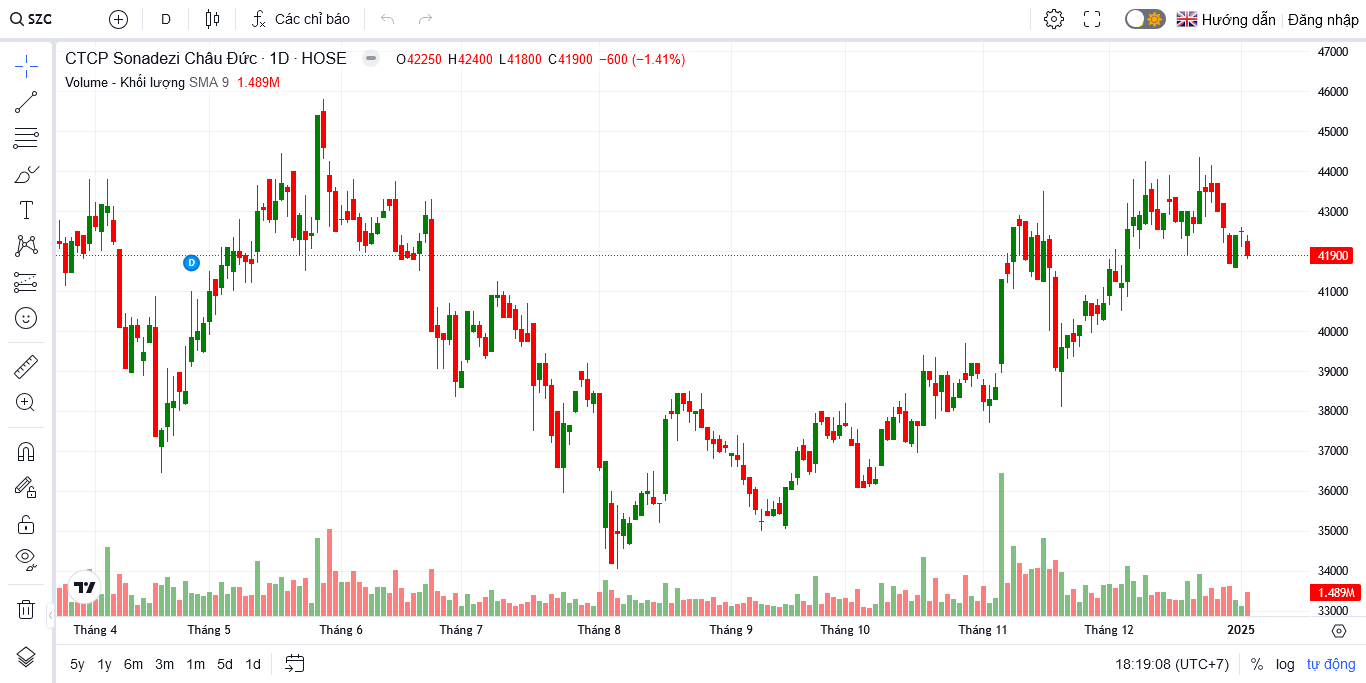 SZC D Các chỉ báo Hướng dẫn Đăng nhập
CTCP Sonadezi Châu Đức · 1D · HOSE O42250 H42400 L41800 C41900 −600 (−1.41%)
Volume - Khối lượng SMA 9 1.489M
47000
46000
45000
44000
43000
41900
41000
40000
39000
38000
37000
36000
35000
34000
1.489M
33000
D
Tháng 4 Tháng 5 Tháng 6 Tháng 7 Tháng 8 Tháng 9 Tháng 10 Tháng 11 Tháng 12 2025
5y 1y 6m 3m 1m 5d 1d 18:19:08 (UTC+7) % log tự động